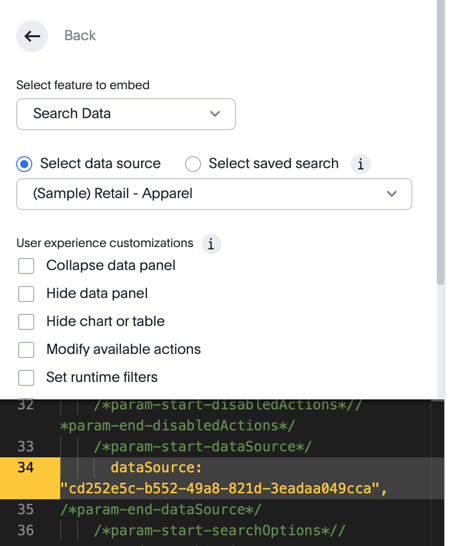 Back
Select feature to embed
Search Data
Select data source Select saved search i
(Sample) Retail - Apparel
User experience customizations i
Collapse data panel
Hide data panel
Hide chart or table
Modify available actions
Set runtime filters
32 /*param-start-disabledActions*//
*param-end-disabledActions*/
33 /*param-start-dataSource*/
34 dataSource:
"cd252e5c-b552-49a8-821d-3eadaa049cca",
35 /*param-end-dataSource*/
36 /*param-start-searchOptions*//